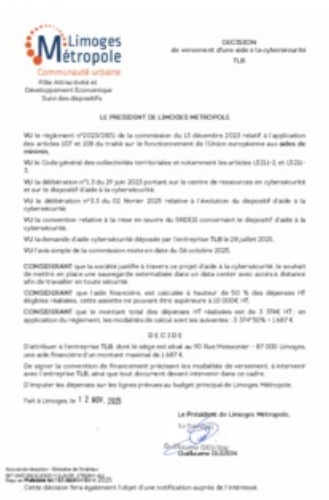 Limoges
Métropole
Communauté urbaine
Pôle Attractivité et
Développement Economique
Suivi des dispositifs
DECISION
de versement d'une aide à la cybersécurité
TLB
LE PRESIDENT DE LIMOGES METROPOLE
VU le règlement n°2023/2831 de la commission du 13 décembre 2023 relatif à l'application
des articles 107 et 108 du traité sur le fonctionnement de l'Union européenne aux aides de
minimis,
VU le Code général des collectivités territoriales et notamment les articles L5211-2, et L5211-
3,
VU la délibération n°1.3 du 29 juin 2023 portant sur le centre de ressources en cybersécurité
et sur le dispositif d'aide à la cybersécurité.
VU la délibération n°3.3 du 02 février 2025 relative à l'évolution du dispositif d'aide à la
cybersécurité.
VU la convention relative à la mise en œuvre du SRDEII concernant le dispositif d'aide à la
cybersécurité.
VU la demande d'aide cybersécurité déposée par l'entreprise TLB le 28 juillet 2025.
VU l'avis simple de la commission mixte en date du 06 octobre 2025.
CONSIDERANT que la société justifie à travers ce projet d'aide à la cybersécurité, le souhait
de mettre en place une sauvegarde externalisée dans un data center avec accès à distance
afin de travailler en toute sécurité.
CONSIDERANT que l'aide financière, est calculée à hauteur de 50 % des dépenses HT
éligibles réalisées, cette assiette ne pouvant être supérieure à 10 000€ HT.
CONSIDERANT que le montant total des dépenses HT réalisées est de 3 374€ HT, en
application du règlement, les modalités de calcul sont les suivantes : 3 374*50% = 1 687 €
DECIDE
D'attribuer à l'entreprise TLB, dont le siège est situé au 90 Rue Meissonier - 87 000 Limoges,
une aide financière d'un montant maximal de 1 687 €.
De signer la convention de financement précisant les modalités de versement, à intervenir
avec l'entreprise TLB, ainsi que tout document devant intervenir dans ce cadre.
D'imputer les dépenses sur les lignes prévues au budget principal de Limoges Métropole.
Fait à Limoges, le 12 NOV. 2025
Le Président de Limoges Métropole,
Guillaume GUERIN
Accusé de réception - Ministère de l'Intérieur
Cette décision fera également l'objet d'une notification auprès de l'intéressé.